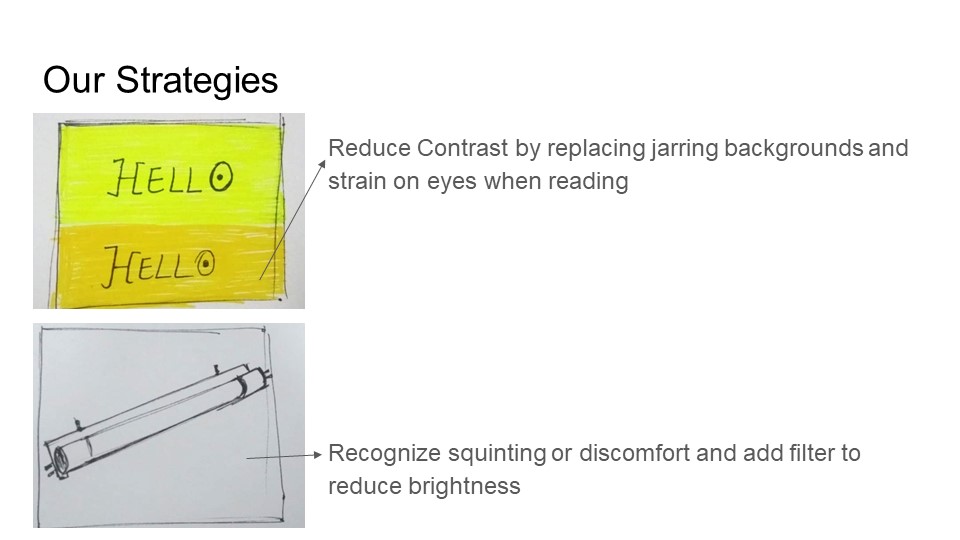 Our Strategies
HELLO
HELLO
Reduce Contrast by replacing jarring backgrounds and
strain on eyes when reading
Recognize squinting or discomfort and add filter to
reduce brightness